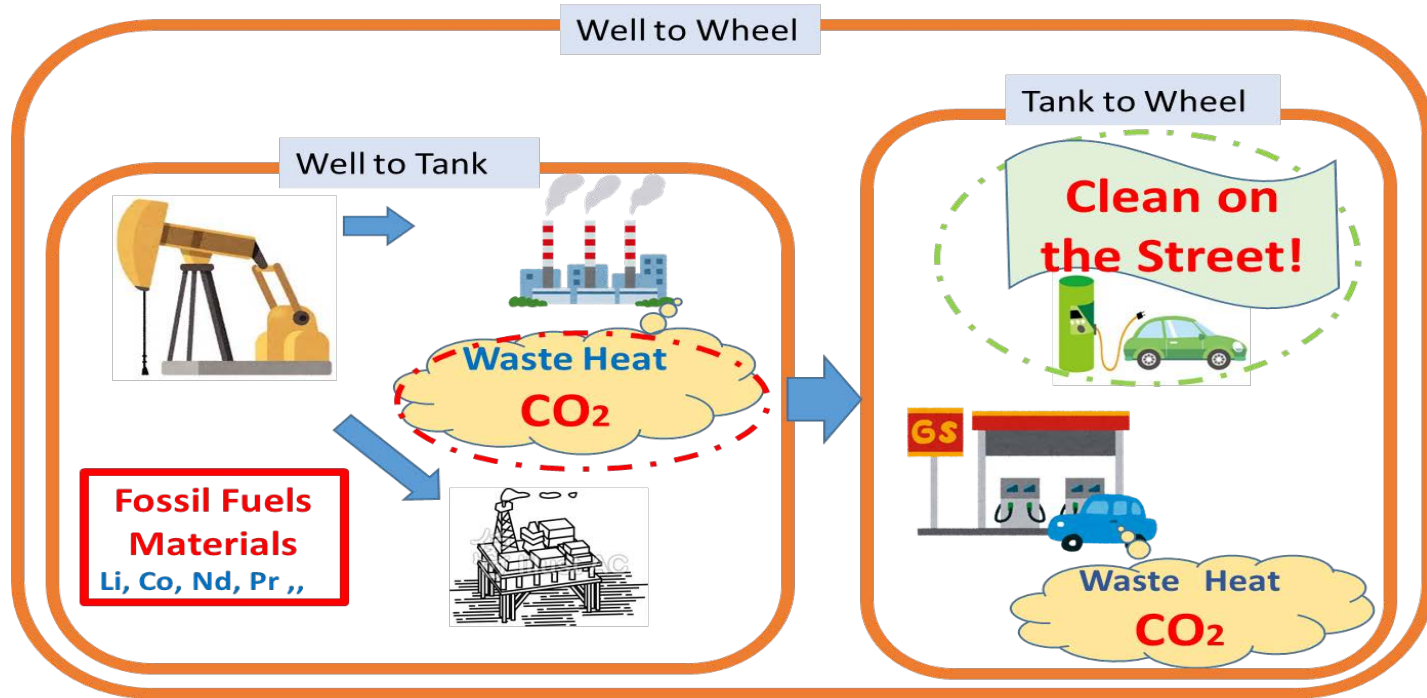 Well to Wheel
Well to Tank
Waste Heat
CO₂
Fossil Fuels
Materials
Li, Co, Nd, Pr ,,
Tank to Wheel
Clean on
the Street!
GS
Waste Heat
CO₂